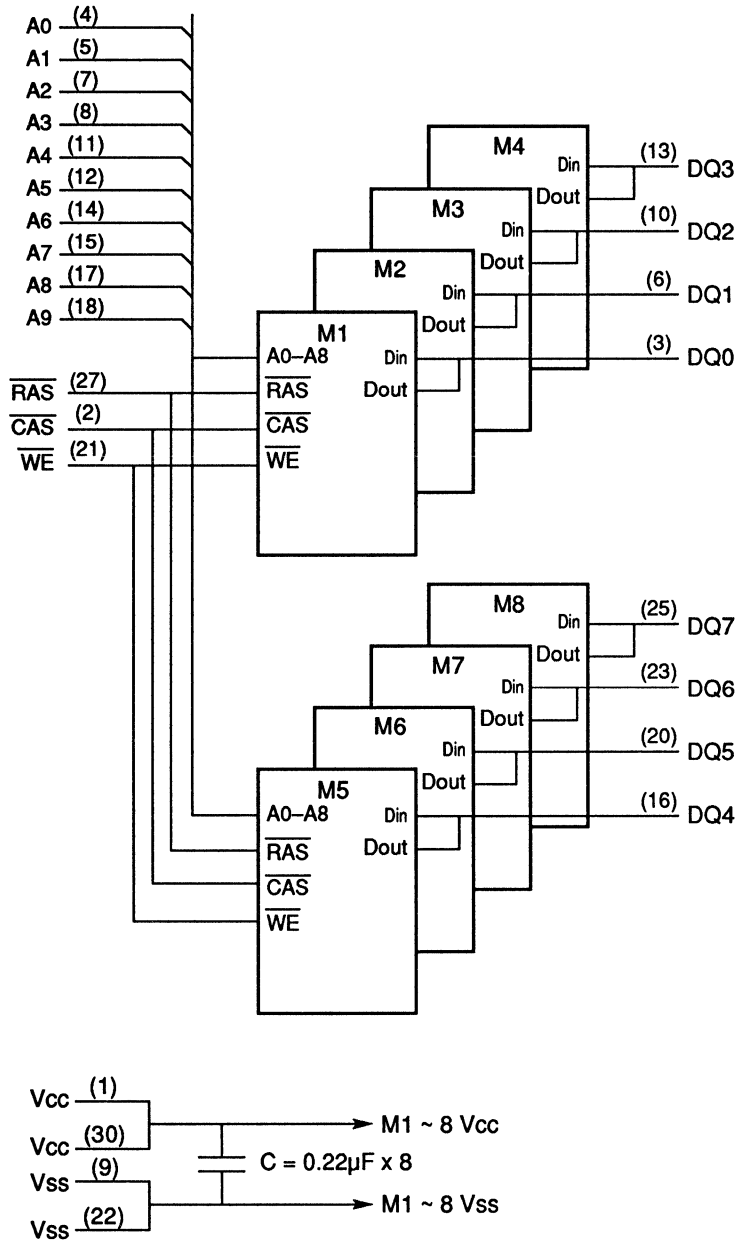 A0 (4)
A1 (5)
A2 (7)
A3 (8)
A4 (11)
A5 (12)
A6 (14)
A7 (15)
A8 (17)
A9 (18)
RAS (27)
CAS (2)
WE (21)
M4
Din (13) DQ3
Dout
M3
Din (10) DQ2
Dout
M2
Din (6) DQ1
Dout
M1
A0–A8 Din (3) DQ0
RAS Dout
CAS
WE
M8
Din (25) DQ7
Dout
M7
Din (23) DQ6
Dout
M6
Din (20) DQ5
Dout
M5
A0–A8 Din (16) DQ4
RAS Dout
CAS
WE
Vcc (1)
M1 ~ 8 Vcc
Vcc (30)
C = 0.22µF x 8
Vss (9)
M1 ~ 8 Vss
Vss (22)